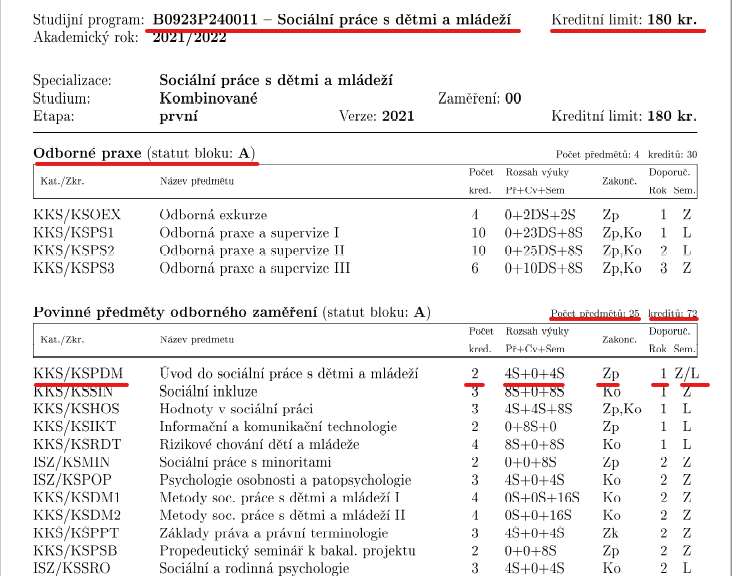 Studijní program: B0923P240011 – Sociální práce s dětmi a mládeží Kreditní limit: 180 kr.
Akademický rok: 2021/2022
Specializace: Sociální práce s dětmi a mládeží
Studium: Kombinované Zaměření: 00
Etapa: první Verze: 2021 Kreditní limit: 180 kr.
Odborné praxe (statut bloku: A) Počet předmětů: 4 kreditů: 30
Kat./Zkr. Název předmětu Počet kred. Rozsah výuky Př+Cv+Sem Zakonč. Doporuč. Rok Sem.
KKS/KSOEX Odborná exkurze 4 0+2DS+2S Zp 1 Z
KKS/KSPS1 Odborná praxe a supervize I 10 0+23DS+8S Zp,Ko 1 L
KKS/KSPS2 Odborná praxe a supervize II 10 0+25DS+8S Zp,Ko 2 L
KKS/KSPS3 Odborná praxe a supervize III 6 0+10DS+8S Zp,Ko 3 Z
Povinné předměty odborného zaměření (statut bloku: A) Počet předmětů: 25 kreditů: 72
Kat./Zkr. Název předmetu Počet kred. Rozsah výuky Př+Cv+Sem Zakonč. Doporuč. Rok Sem.
KKS/KSPDM Úvod do sociální práce s dětmi a mládeží 2 4S+0+4S Zp 1 Z/L
KKS/KSSIN Sociální inkluze 3 8S+0+8S Ko 1 Z
KKS/KSHOS Hodnoty v sociální práci 3 4S+4S+8S Zp,Ko 1 L
KKS/KSIKT Informační a komunikační technologie 2 0+8S+0 Zp 1 L
KKS/KSRDT Rizikové chování dětí a mládeže 4 8S+0+8S Ko 1 L
ISZ/KSMIN Sociální práce s minoritami 2 0+0+8S Zp 2 Z
ISZ/KSPOP Psychologie osobnosti a patopsychologie 3 4S+0+4S Ko 2 Z
KKS/KSDM1 Metody soc. práce s dětmi a mládeží I 4 0S+0S+16S Ko 2 Z
KKS/KSDM2 Metody soc. práce s dětmi a mládeží II 4 0S+0+16S Ko 2 Z
KKS/KSPPT Základy práva a právní terminologie 3 4S+0+4S Zk 2 Z
KKS/KSPSB Propedeutický seminář k bakal. projektu 2 0+0+8S Zp 2 Z
ISZ/KSSRO Sociální a rodinná psychologie 3 4S+0+4S Ko 2 L